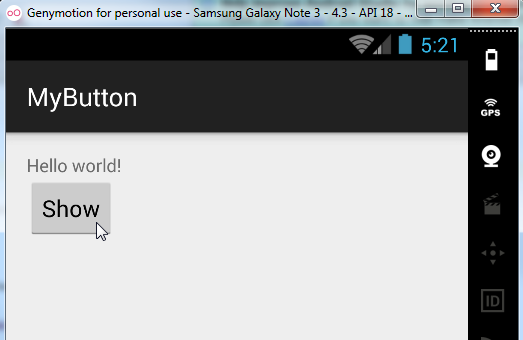 Genymotion for personal use - Samsung Galaxy Note 3 - 4.3 - API 18 - ...
5:21
MyButton
GPS
Hello world!
Show
ID